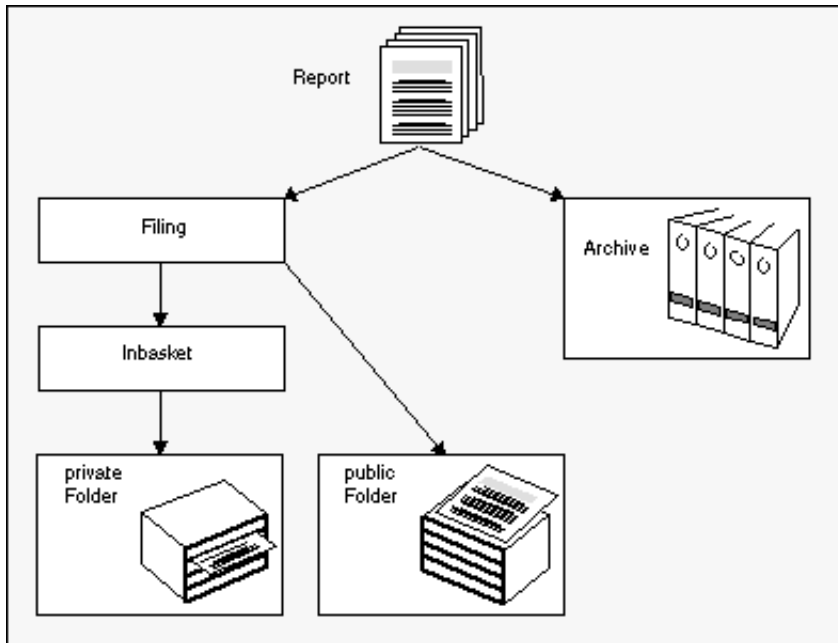 Report
Filing
Archive
Inbasket
private
Folder
public
Folder